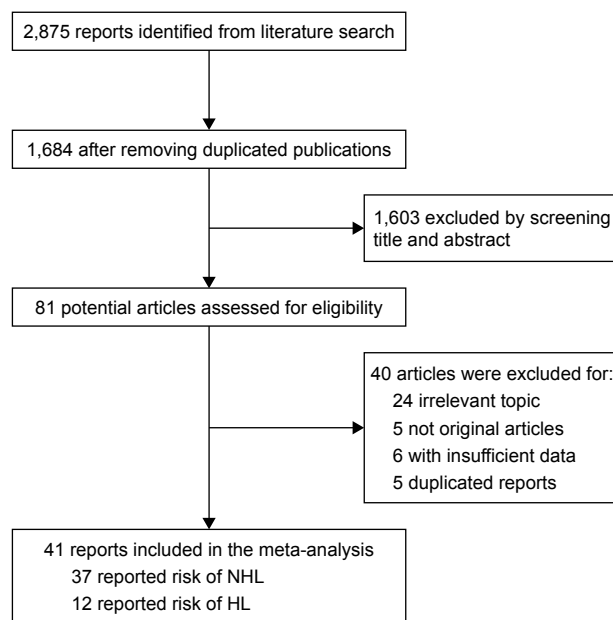 2,875 reports identified from literature search
1,684 after removing duplicated publications
1,603 excluded by screening
title and abstract
81 potential articles assessed for eligibility
40 articles were excluded for:
24 irrelevant topic
5 not original articles
6 with insufficient data
5 duplicated reports
41 reports included in the meta-analysis
37 reported risk of NHL
12 reported risk of HL